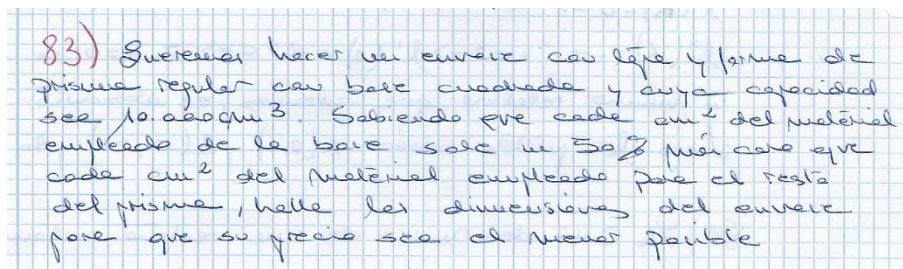 83) Queremos hacer un envase con tapa y forma de
prisma regular con base cuadrada y cuya capacidad
sea 10.000 cm³. Sabiendo que cada cm² del material
empleado de la base sale un 50% más caro que
cada cm² del material empleado para el resto
del prisma, halla las dimensiones del envase
para que su precio sea el menor posible